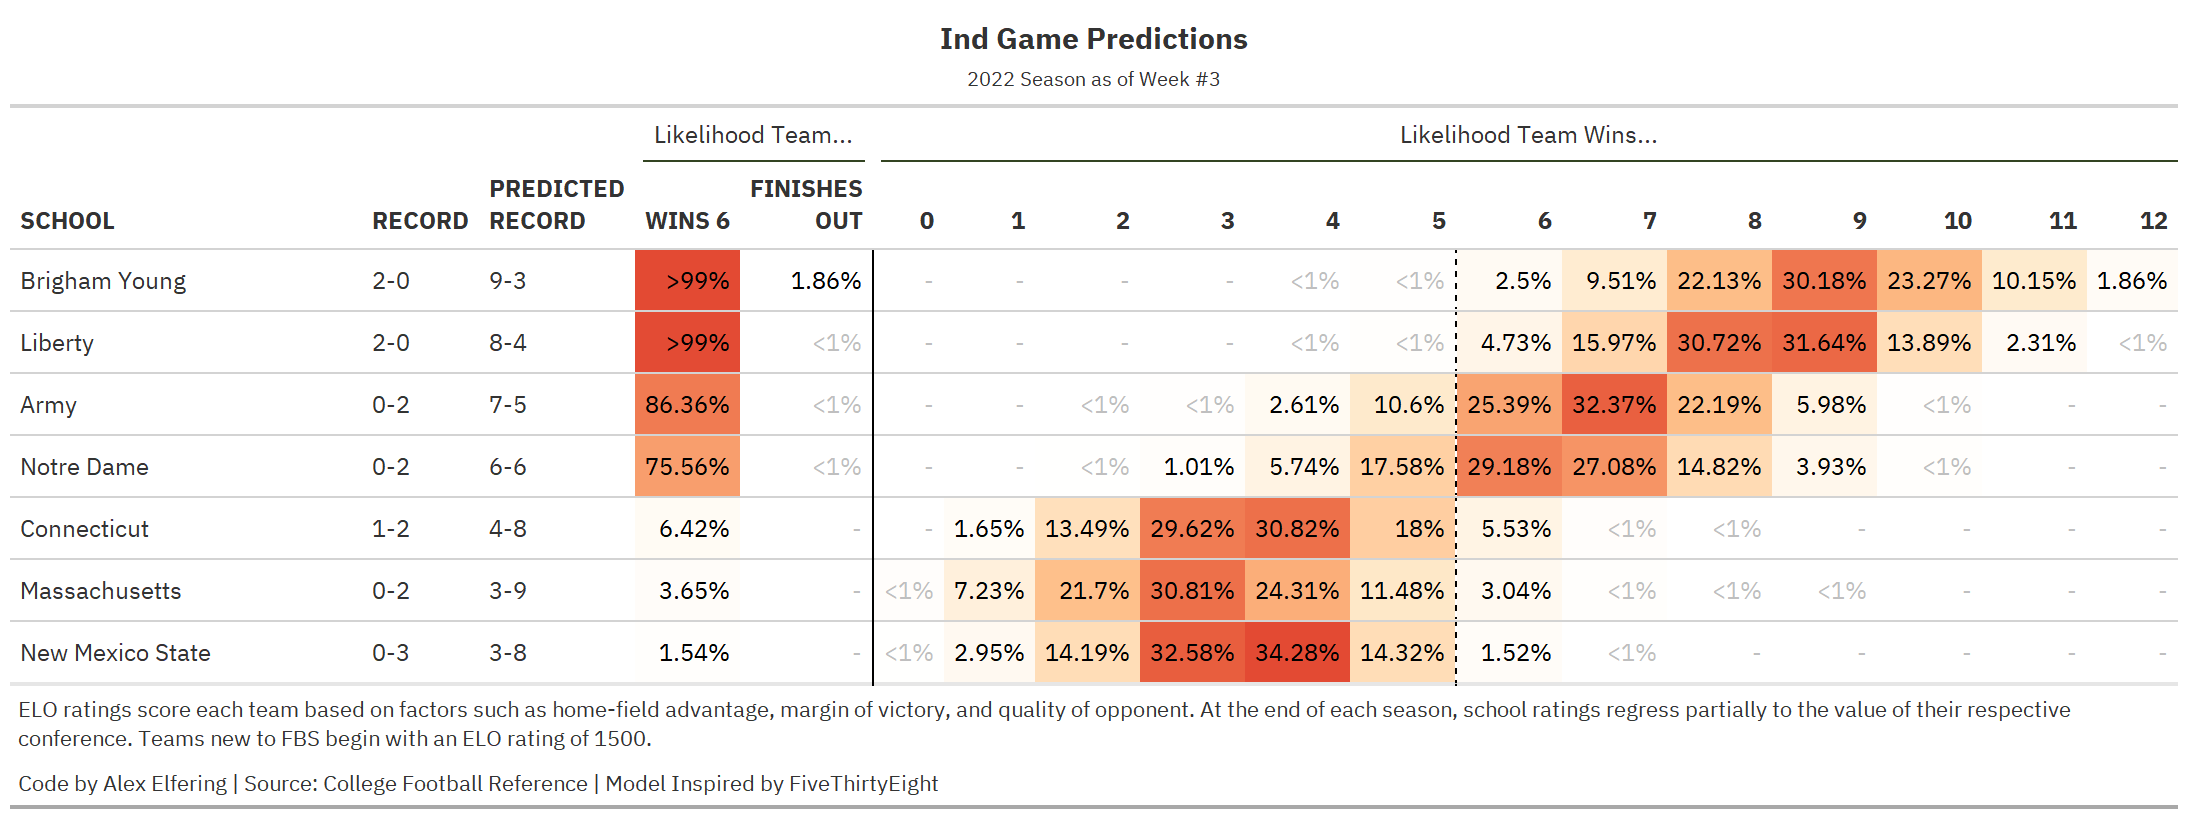 Ind Game Predictions
2022 Season as of Week #3
Likelihood Team... Likelihood Team Wins...
SCHOOL RECORD PREDICTED RECORD WINS 6 FINISHES OUT 0 1 2 3 4 5 6 7 8 9 10 11 12
Brigham Young 2-0 9-3 >99% 1.86% - - - - <1% <1% 2.5% 9.51% 22.13% 30.18% 23.27% 10.15% 1.86%
Liberty 2-0 8-4 >99% <1% - - - - <1% <1% 4.73% 15.97% 30.72% 31.64% 13.89% 2.31% <1%
Army 0-2 7-5 86.36% <1% - - <1% <1% 2.61% 10.6% 25.39% 32.37% 22.19% 5.98% <1% - -
Notre Dame 0-2 6-6 75.56% <1% - - <1% 1.01% 5.74% 17.58% 29.18% 27.08% 14.82% 3.93% <1% - -
Connecticut 1-2 4-8 6.42% - - 1.65% 13.49% 29.62% 30.82% 18% 5.53% <1% <1% - - - -
Massachusetts 0-2 3-9 3.65% - <1% 7.23% 21.7% 30.81% 24.31% 11.48% 3.04% <1% <1% <1% - - -
New Mexico State 0-3 3-8 1.54% - <1% 2.95% 14.19% 32.58% 34.28% 14.32% 1.52% <1% - - - - -
ELO ratings score each team based on factors such as home-field advantage, margin of victory, and quality of opponent. At the end of each season, school ratings regress partially to the value of their respective
conference. Teams new to FBS begin with an ELO rating of 1500.
Code by Alex Elfering | Source: College Football Reference | Model Inspired by FiveThirtyEight